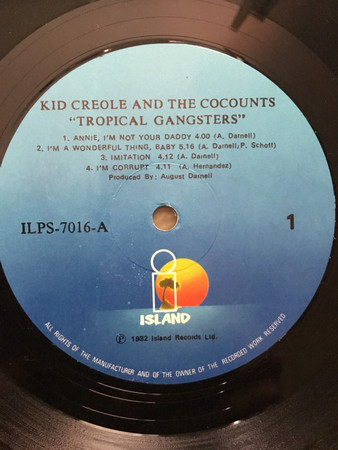 KID CREOLE AND THE COCOUNTS
"TROPICAL GANGSTERS"
1. ANNIE, I'M NOT YOUR DADDY 4.00 (A. Darnell)
2. I'M A WONDERFUL THING, BABY 5.16 (A. Darnell, P. Schott)
3. IMITATION 4.12 (A. Darnell)
4. I'M CORRUPT 4.11 (A. Hernandez)
Produced By: August Darnell
ILPS-7016-A
1
ISLAND
℗ 1982 Island Records Ltd.
ALL RIGHTS OF THE MANUFACTURER AND OF THE OWNER OF THE RECORDED WORK RESERVED